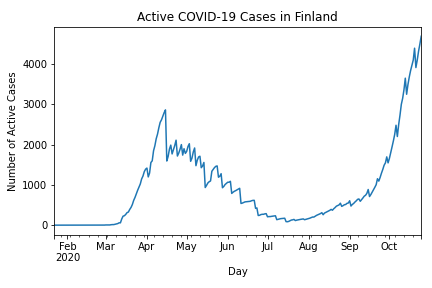 Active COVID-19 Cases in Finland
Number of Active Cases
4000
3000
2000
1000
0
Feb Mar Apr May Jun Jul Aug Sep Oct
2020
Day